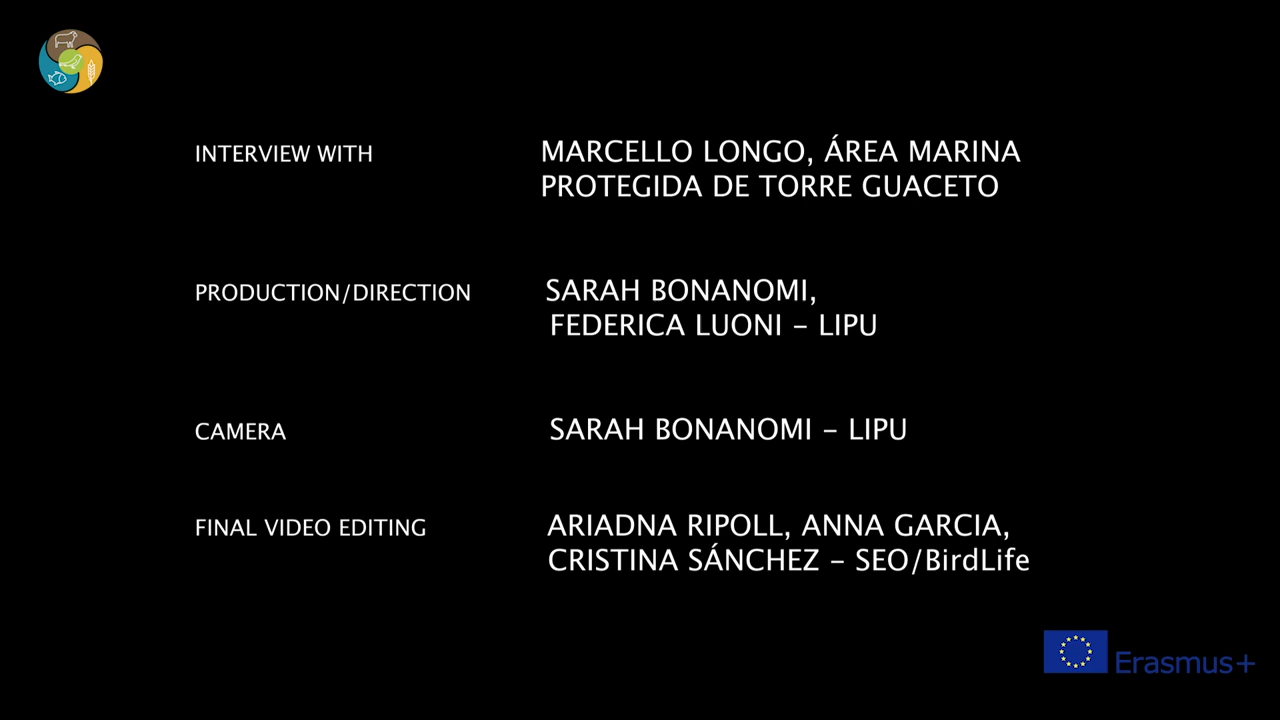 INTERVIEW WITH
MARCELLO LONGO, ÁREA MARINA
PROTEGIDA DE TORRE GUACETO
PRODUCTION/DIRECTION
SARAH BONANOMI,
FEDERICA LUONI – LIPU
CAMERA
SARAH BONANOMI – LIPU
FINAL VIDEO EDITING
ARIADNA RIPOLL, ANNA GARCIA,
CRISTINA SÁNCHEZ – SEO/BirdLife
Erasmus+